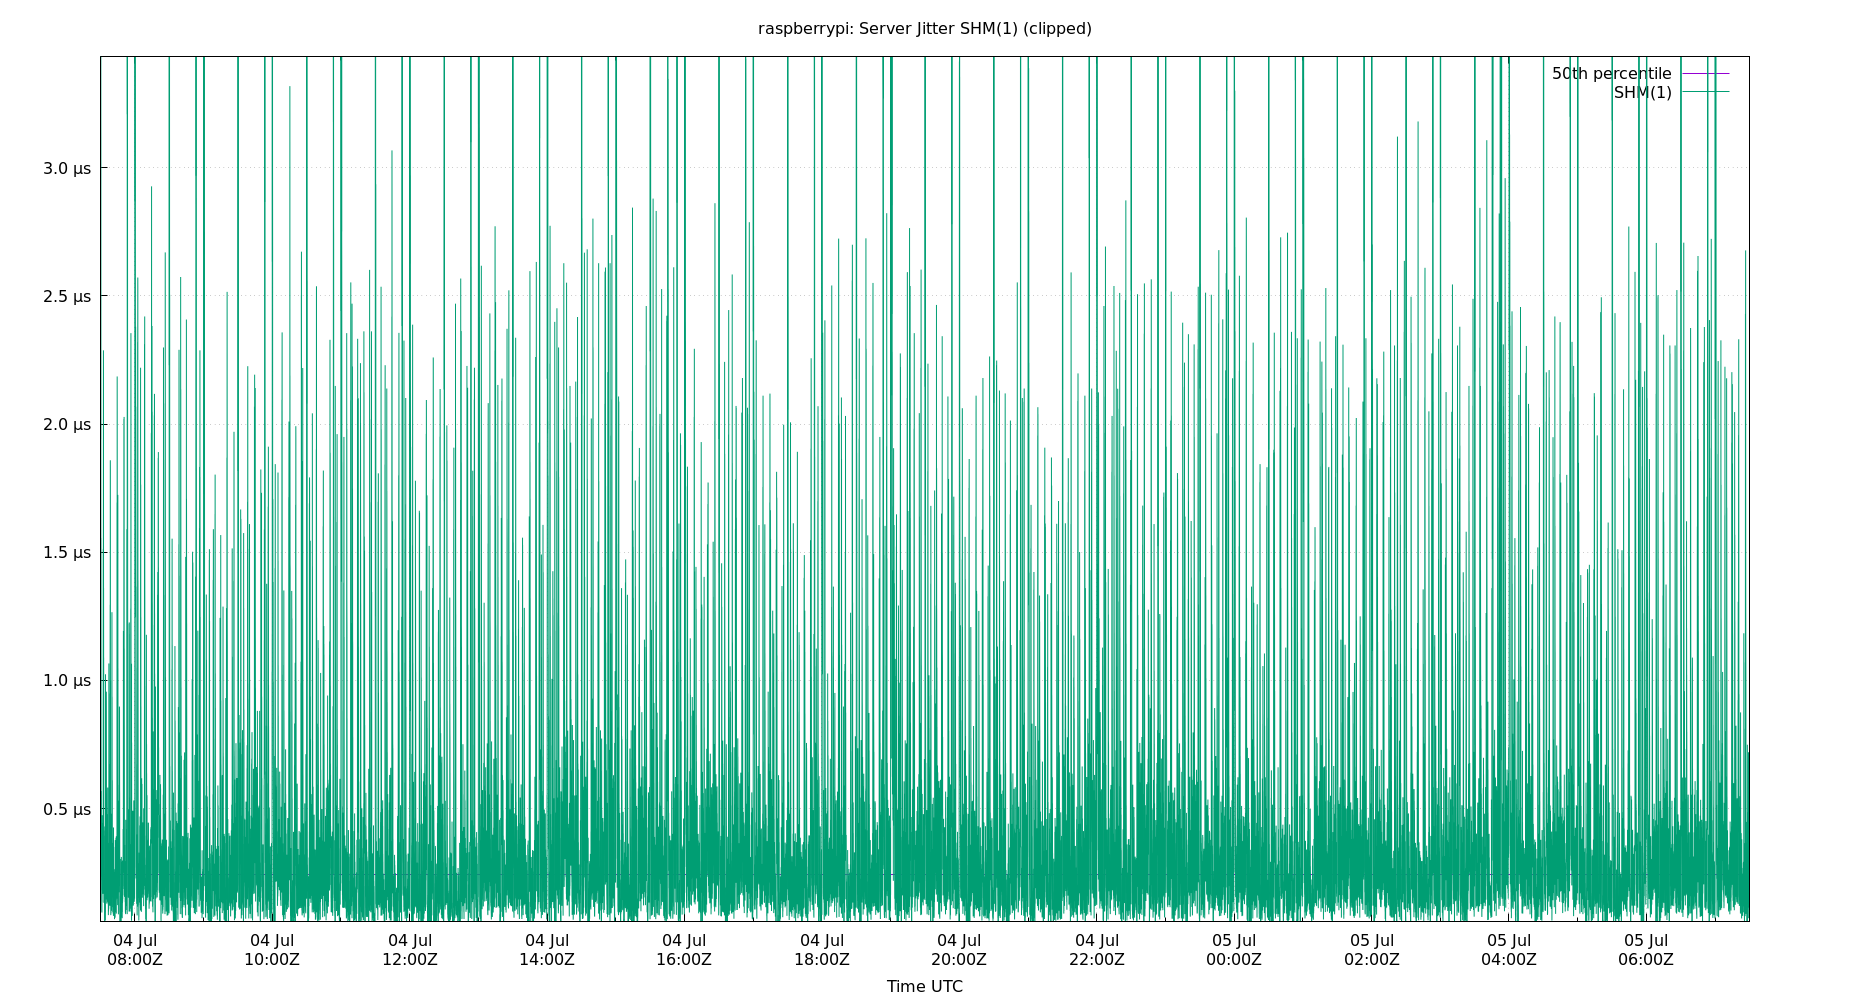 raspberrypi: Server Jitter SHM(1) (clipped)
50th percentile
SHM(1)
3.0 µs
2.5 µs
2.0 µs
1.5 µs
1.0 µs
0.5 µs
04 Jul 04 Jul 04 Jul 04 Jul 04 Jul 04 Jul 04 Jul 04 Jul 05 Jul 05 Jul 05 Jul 05 Jul
08:00Z 10:00Z 12:00Z 14:00Z 16:00Z 18:00Z 20:00Z 22:00Z 00:00Z 02:00Z 04:00Z 06:00Z
Time UTC